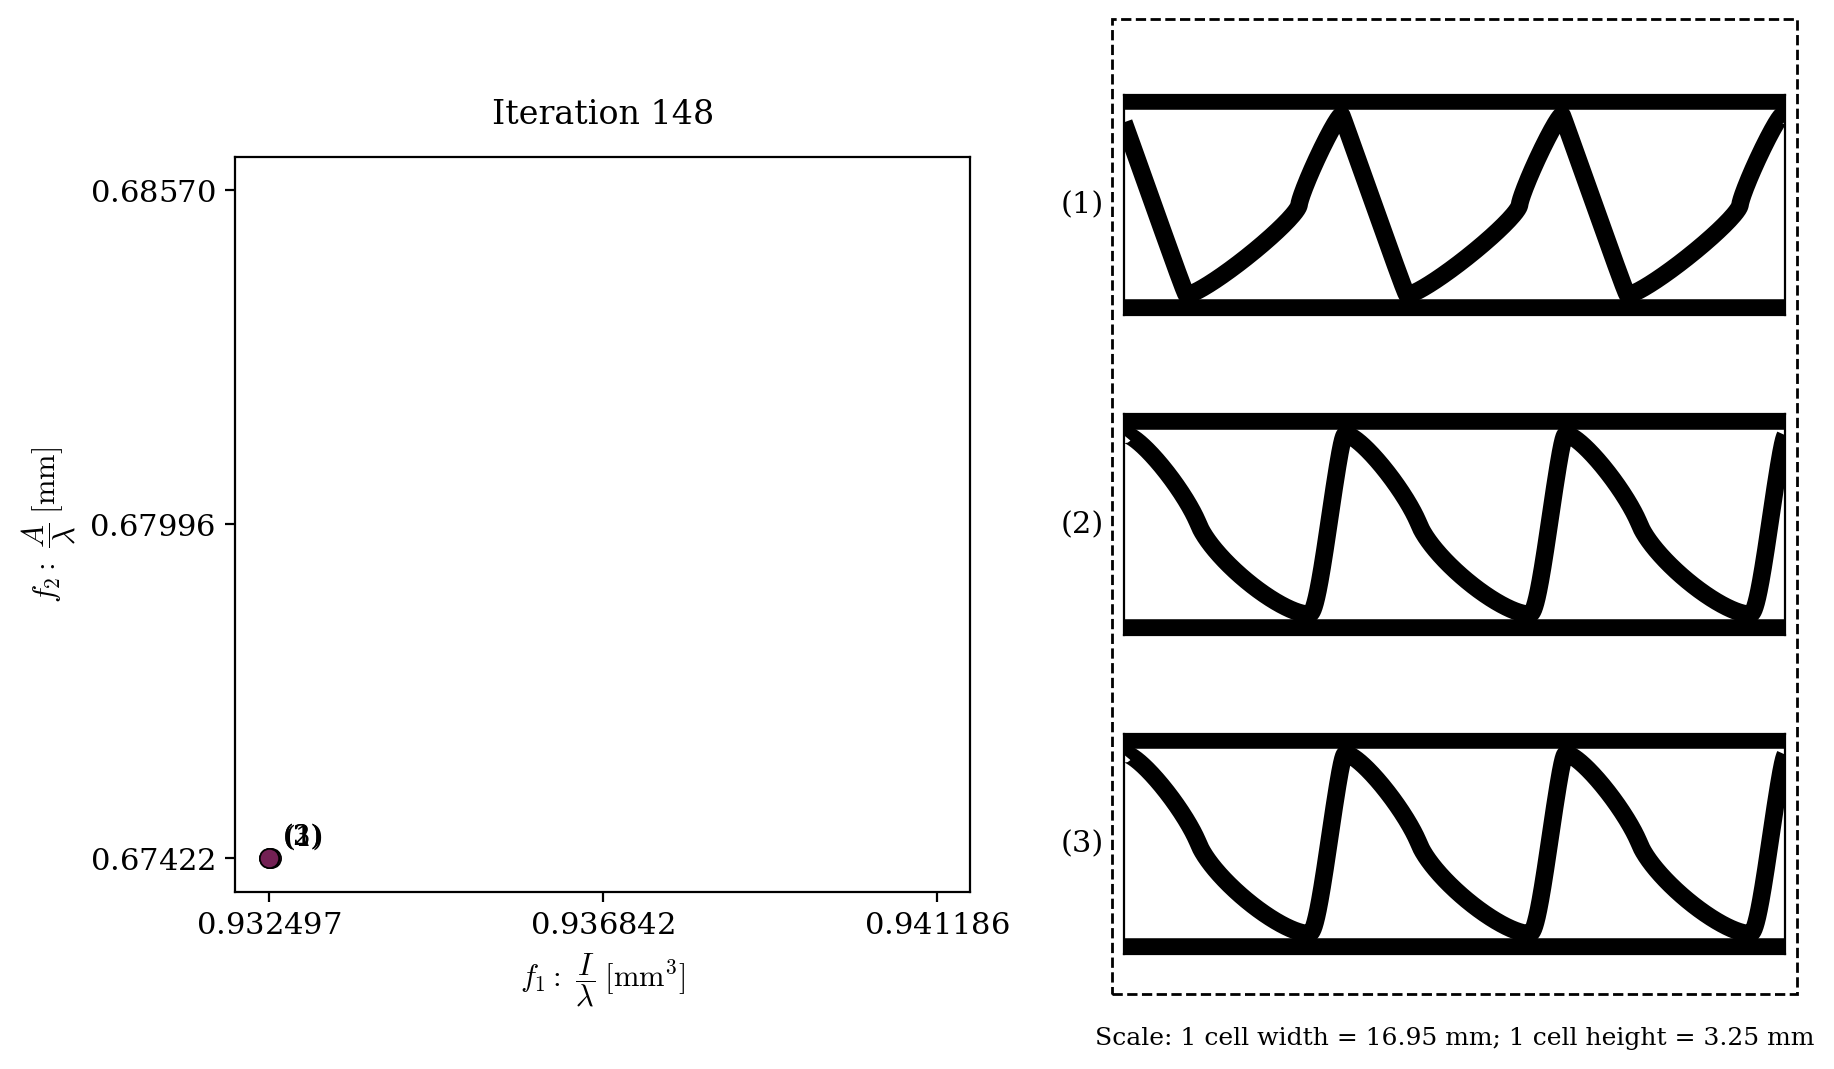 Iteration 148
0.68570
0.67996
0.67422
f₂ : A/λ [mm]
0.932497 0.936842 0.941186
f₁ : I/λ [mm³]
(1)
(2)
(3)
Scale: 1 cell width = 16.95 mm; 1 cell height = 3.25 mm